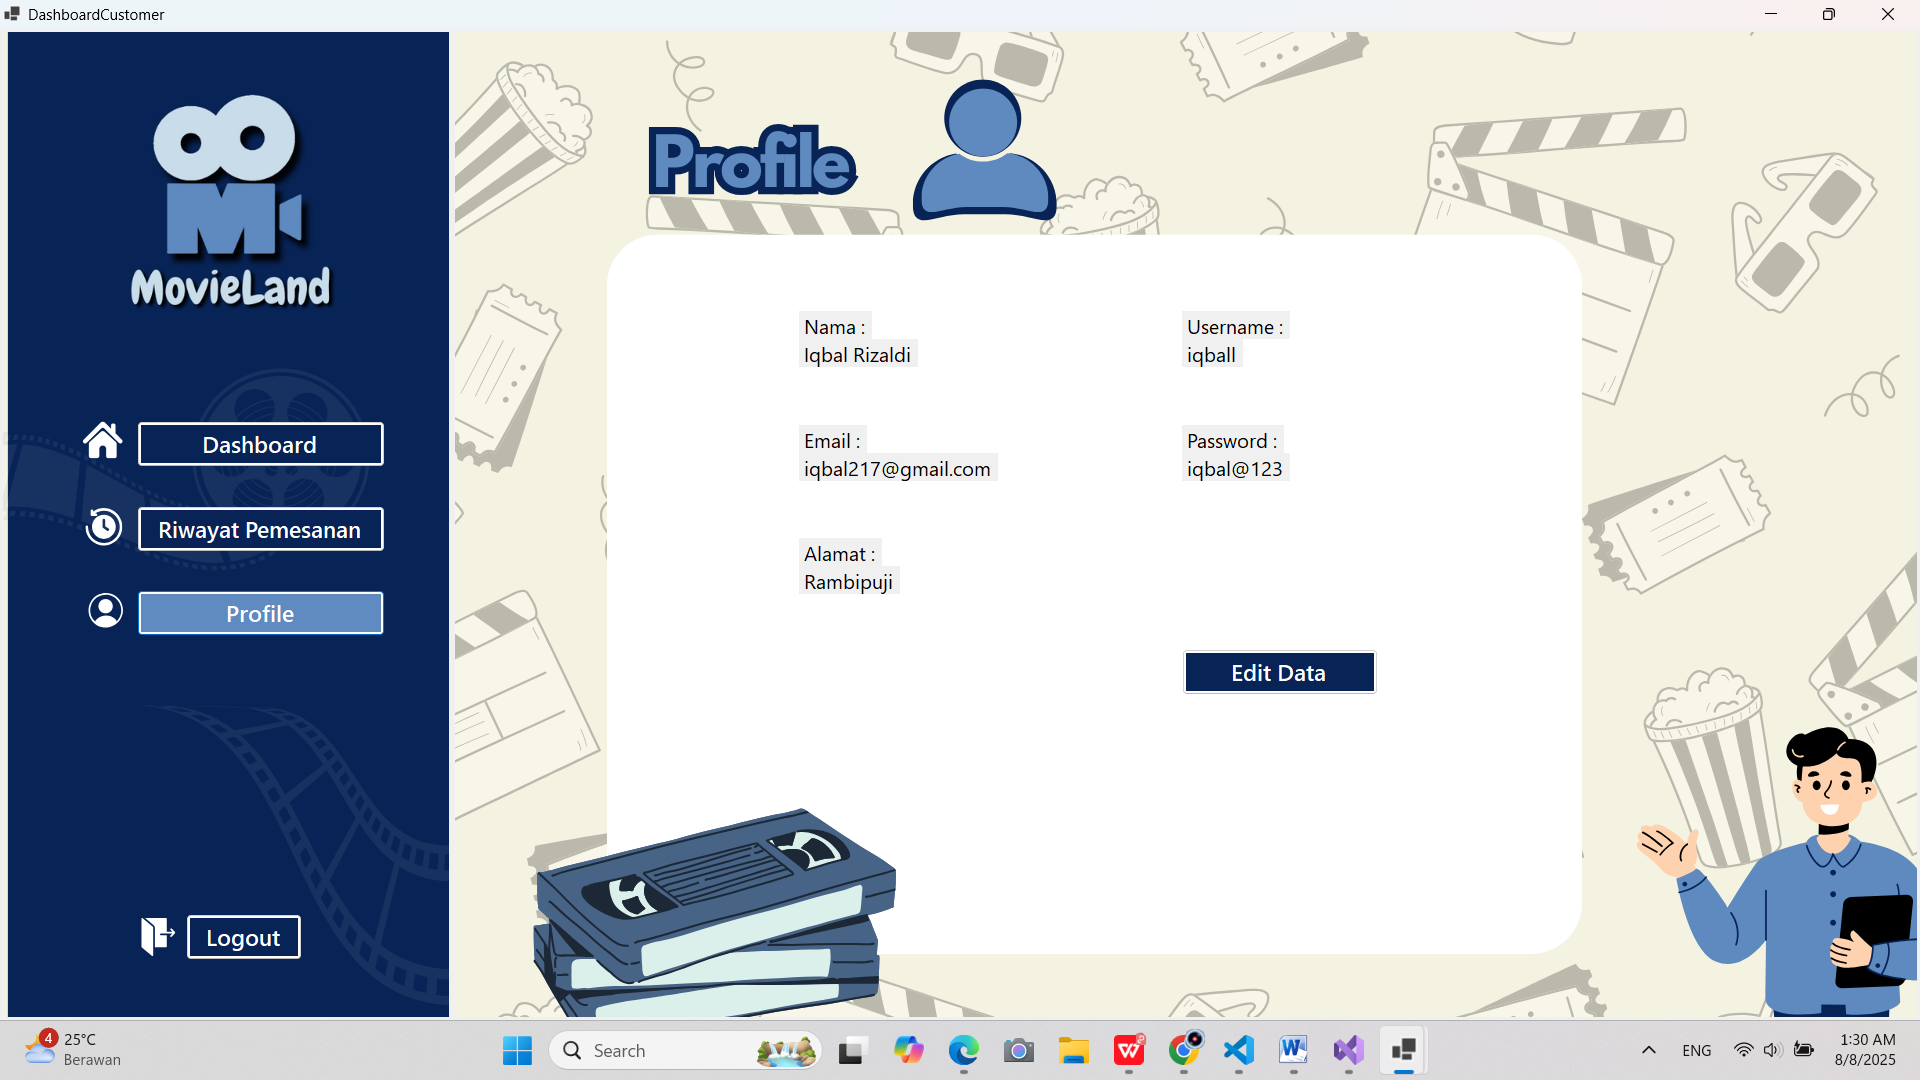 DashboardCustomer
MovieLand
Dashboard
Riwayat Pemesanan
Profile
Logout
Profile
Nama :
Iqbal Rizaldi
Username :
iqball
Email :
iqbal217@gmail.com
Password :
iqbal@123
Alamat :
Rambipuji
Edit Data
4
25°C
Berawan
Search
ENG
1:30 AM
8/8/2025